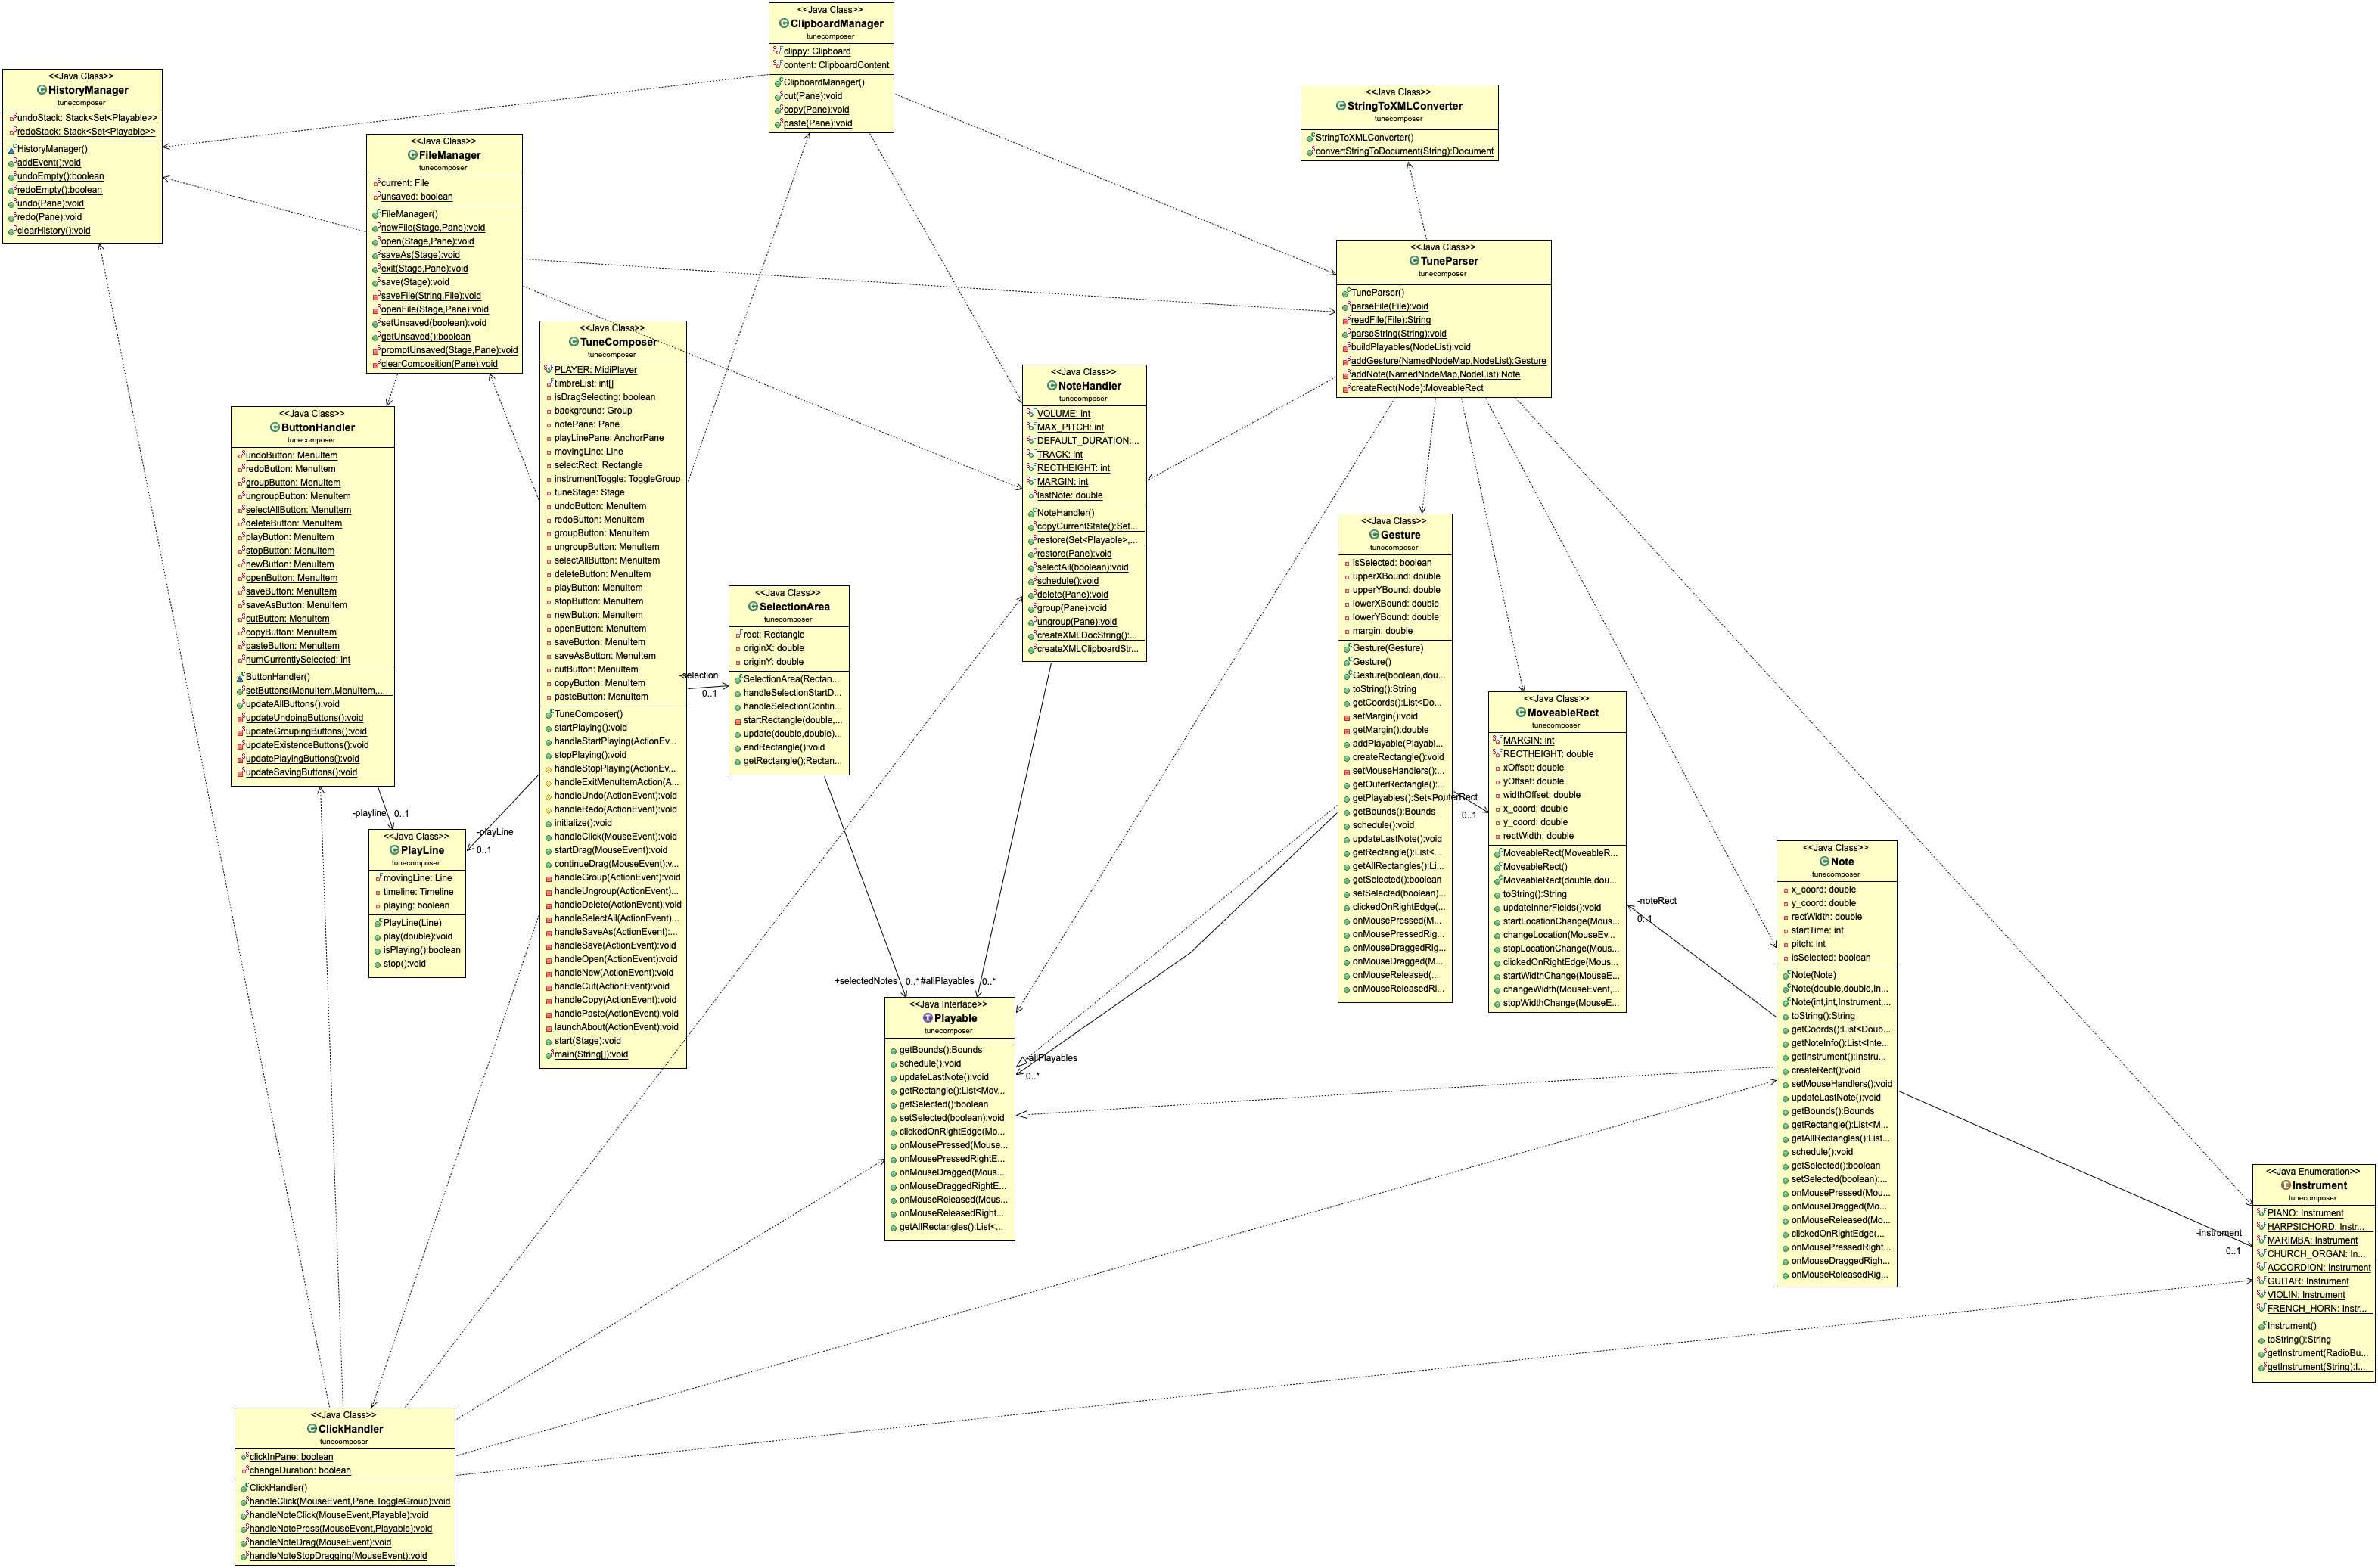 <<Java Class>>
ClipboardManager
tunecomposer
clippy: Clipboard
content: ClipboardContent
ClipboardManager()
cut(Pane):void
copy(Pane):void
paste(Pane):void
<<Java Class>>
HistoryManager
tunecomposer
undoStack: Stack<Set<Playable>>
redoStack: Stack<Set<Playable>>
HistoryManager()
addEvent():void
undoEmpty():boolean
redoEmpty():boolean
undo(Pane):void
redo(Pane):void
clearHistory():void
<<Java Class>>
StringToXMLConverter
tunecomposer
StringToXMLConverter()
convertStringToDocument(String):Document
<<Java Class>>
FileManager
tunecomposer
current: File
unsaved: boolean
FileManager()
newFile(Stage,Pane):void
open(Stage,Pane):void
saveAs(Stage):void
exit(Stage,Pane):void
save(Stage):void
saveFile(String,File):void
openFile(Stage,Pane):void
setUnsaved(boolean):void
getUnsaved():boolean
promptUnsaved(Stage,Pane):void
clearComposition(Pane):void
<<Java Class>>
TuneParser
tunecomposer
TuneParser()
parseFile(File):void
readFile(File):String
parseString(String):void
buildPlayables(NodeList):void
addGesture(NamedNodeMap,NodeList):Gesture
addNote(NamedNodeMap,NodeList):Note
createRect(Node):MoveableRect
<<Java Class>>
TuneComposer
tunecomposer
PLAYER: MidiPlayer
timbreList: int[]
isDragSelecting: boolean
background: Group
notePane: Pane
playLinePane: AnchorPane
movingLine: Line
selectRect: Rectangle
instrumentToggle: ToggleGroup
tuneStage: Stage
undoButton: MenuItem
redoButton: MenuItem
groupButton: MenuItem
ungroupButton: MenuItem
selectAllButton: MenuItem
deleteButton: MenuItem
playButton: MenuItem
stopButton: MenuItem
newButton: MenuItem
openButton: MenuItem
saveButton: MenuItem
saveAsButton: MenuItem
cutButton: MenuItem
copyButton: MenuItem
pasteButton: MenuItem
TuneComposer()
startPlaying():void
handleStartPlaying(ActionEv...
stopPlaying():void
handleStopPlaying(ActionEv...
handleExitMenuItemAction(A...
handleUndo(ActionEvent):void
handleRedo(ActionEvent):void
initialize():void
handleClick(MouseEvent):void
startDrag(MouseEvent):void
continueDrag(MouseEvent):v...
handleGroup(ActionEvent):void
handleUngroup(ActionEvent)...
handleDelete(ActionEvent):void
handleSelectAll(ActionEvent)...
handleSaveAs(ActionEvent):...
handleSave(ActionEvent):void
handleOpen(ActionEvent):void
handleNew(ActionEvent):void
handleCut(ActionEvent):void
handleCopy(ActionEvent):void
handlePaste(ActionEvent):void
launchAbout(ActionEvent):void
start(Stage):void
main(String[]):void
<<Java Class>>
NoteHandler
tunecomposer
VOLUME: int
MAX_PITCH: int
DEFAULT_DURATION:...
TRACK: int
RECTHEIGHT: int
MARGIN: int
lastNote: double
NoteHandler()
copyCurrentState():Set...
restore(Set<Playable>,...
restore(Pane):void
selectAll(boolean):void
schedule():void
delete(Pane):void
group(Pane):void
ungroup(Pane):void
createXMLDocString():...
createXMLClipboardStr...
<<Java Class>>
ButtonHandler
tunecomposer
undoButton: MenuItem
redoButton: MenuItem
groupButton: MenuItem
ungroupButton: MenuItem
selectAllButton: MenuItem
deleteButton: MenuItem
playButton: MenuItem
stopButton: MenuItem
newButton: MenuItem
openButton: MenuItem
saveButton: MenuItem
saveAsButton: MenuItem
cutButton: MenuItem
copyButton: MenuItem
pasteButton: MenuItem
numCurrentlySelected: int
ButtonHandler()
setButtons(MenuItem,MenuItem,...
updateAllButtons():void
updateUndoingButtons():void
updateGroupingButtons():void
updateExistenceButtons():void
updatePlayingButtons():void
updateSavingButtons():void
<<Java Class>>
Gesture
tunecomposer
isSelected: boolean
upperXBound: double
upperYBound: double
lowerXBound: double
lowerYBound: double
margin: double
Gesture(Gesture)
Gesture()
Gesture(boolean,dou...
toString():String
getCoords():List<Do...
setMargin():void
getMargin():double
addPlayable(Playabl...
createRectangle():void
setMouseHandlers():...
getOuterRectangle():...
getPlayables():Set<P...
getBounds():Bounds
schedule():void
updateLastNote():void
getRectangle():List<...
getAllRectangles():Li...
getSelected():boolean
setSelected(boolean)...
clickedOnRightEdge(...
onMousePressed(M...
onMousePressedRig...
onMouseDraggedRig...
onMouseDragged(M...
onMouseReleased(...
onMouseReleasedRi...
<<Java Class>>
SelectionArea
tunecomposer
rect: Rectangle
originX: double
originY: double
SelectionArea(Rectan...
handleSelectionStartD...
handleSelectionContin...
startRectangle(double,...
update(double,double)...
endRectangle():void
getRectangle():Rectan...
-selection
0..1
<<Java Class>>
MoveableRect
tunecomposer
MARGIN: int
RECTHEIGHT: double
xOffset: double
yOffset: double
widthOffset: double
x_coord: double
y_coord: double
rectWidth: double
MoveableRect(MoveableR...
MoveableRect()
MoveableRect(double,dou...
toString():String
updateInnerFields():void
startLocationChange(Mous...
changeLocation(MouseEv...
stopLocationChange(Mous...
clickedOnRightEdge(Mous...
startWidthChange(MouseE...
changeWidth(MouseEvent,...
stopWidthChange(MouseE...
-outerRect
0..1
-playline
0..1
-playLine
0..1
<<Java Class>>
PlayLine
tunecomposer
movingLine: Line
timeline: Timeline
playing: boolean
PlayLine(Line)
play(double):void
isPlaying():boolean
stop():void
<<Java Class>>
Note
tunecomposer
x_coord: double
y_coord: double
rectWidth: double
startTime: int
pitch: int
isSelected: boolean
Note(Note)
Note(double,double,In...
Note(int,int,Instrument,...
toString():String
getCoords():List<Doub...
getNoteInfo():List<Inte...
getInstrument():Instru...
createRect():void
setMouseHandlers():void
updateLastNote():void
getBounds():Bounds
getRectangle():List<M...
getAllRectangles():List...
schedule():void
getSelected():boolean
setSelected(boolean):...
onMousePressed(Mou...
onMouseDragged(Mo...
onMouseReleased(Mo...
clickedOnRightEdge(...
onMousePressedRight...
onMouseDraggedRigh...
onMouseReleasedRig...
-noteRect
0..1
+selectedNotes
0..*
#allPlayables
0..*
<<Java Interface>>
Playable
tunecomposer
getBounds():Bounds
schedule():void
updateLastNote():void
getRectangle():List<Mov...
getSelected():boolean
setSelected(boolean):void
clickedOnRightEdge(Mo...
onMousePressed(Mouse...
onMousePressedRightE...
onMouseDragged(Mous...
onMouseDraggedRightE...
onMouseReleased(Mous...
onMouseReleasedRight...
getAllRectangles():List<...
-allPlayables
0..*
<<Java Enumeration>>
Instrument
tunecomposer
PIANO: Instrument
HARPSICHORD: Instr...
MARIMBA: Instrument
CHURCH_ORGAN: In...
ACCORDION: Instrument
GUITAR: Instrument
VIOLIN: Instrument
FRENCH_HORN: Instr...
Instrument()
toString():String
getInstrument(RadioBu...
getInstrument(String):I...
-instrument
0..1
<<Java Class>>
ClickHandler
tunecomposer
clickInPane: boolean
changeDuration: boolean
ClickHandler()
handleClick(MouseEvent,Pane,ToggleGroup):void
handleNoteClick(MouseEvent,Playable):void
handleNotePress(MouseEvent,Playable):void
handleNoteDrag(MouseEvent):void
handleNoteStopDragging(MouseEvent):void